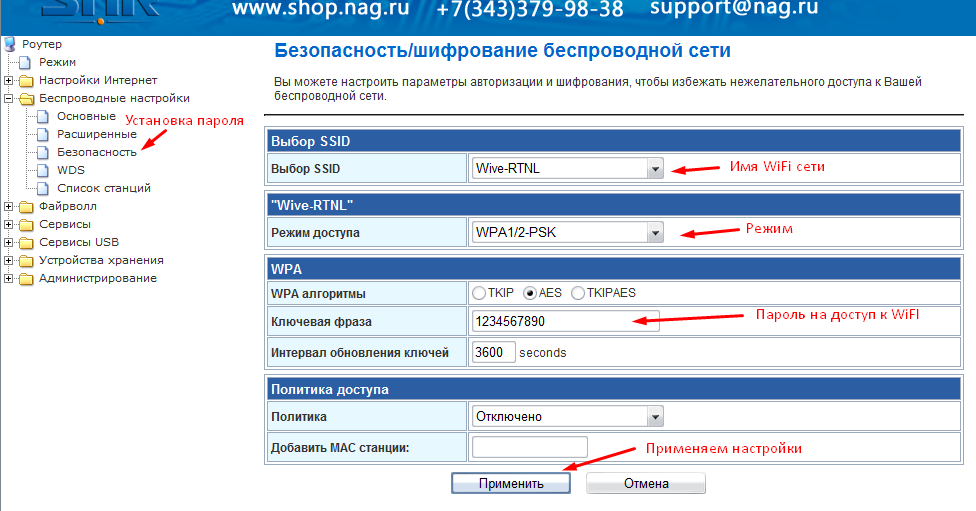 SNR
www.shop.nag.ru +7(343)379-98-38 support@nag.ru
Роутер
Режим
Настройки Интернет
Беспроводные настройки
Основные
Установка пароля
Расширенные
Безопасность
WDS
Список станций
Файрволл
Сервисы
Сервисы USB
Устройства хранения
Администрирование
Безопасность/шифрование беспроводной сети
Вы можете настроить параметры авторизации и шифрования, чтобы избежать нежелательного доступа к Вашей
беспроводной сети.
Выбор SSID
Выбор SSID Wive-RTNL Имя WiFi сети
"Wive-RTNL"
Режим доступа WPA1/2-PSK Режим
WPA
WPA алгоритмы TKIP AES TKIPAES
Ключевая фраза 1234567890 Пароль на доступ к WiFI
Интервал обновления ключей 3600 seconds
Политика доступа
Политика Отключено
Добавить MAC станции: Применяем настройки
Применить Отмена